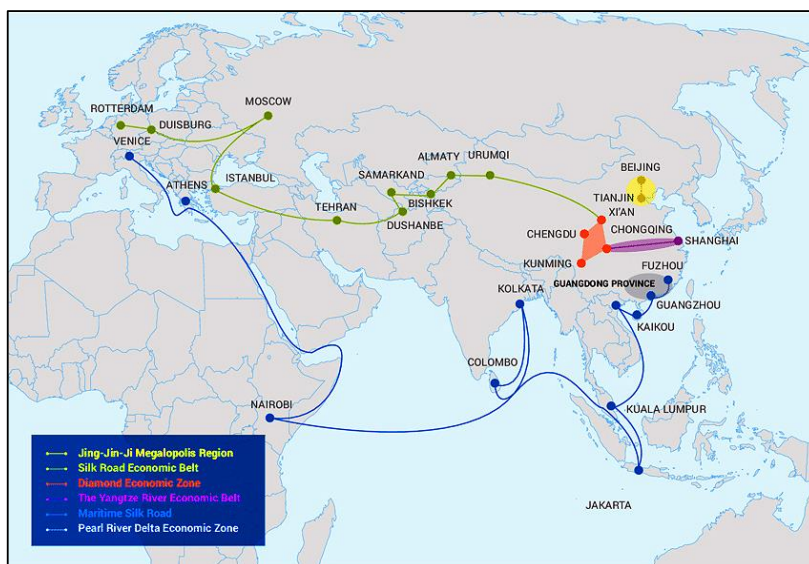 MOSCOW
ROTTERDAM
DUISBURG
VENICE
ATHENS
ISTANBUL
TEHRAN
SAMARKAND
ALMATY
URUMQI
BISHKEK
DUSHANBE
BEIJING
TIANJIN
XI'AN
CHENGDU
CHONGQING
SHANGHAI
KUNMING
FUZHOU
GUANGDONG PROVINCE
GUANGZHOU
KAIKOU
KOLKATA
COLOMBO
NAIROBI
KUALA LUMPUR
JAKARTA
Jing-Jin-Ji Megalopolis Region
Silk Road Economic Belt
Diamond Economic Zone
The Yangtze River Economic Belt
Maritime Silk Road
Pearl River Delta Economic Zone